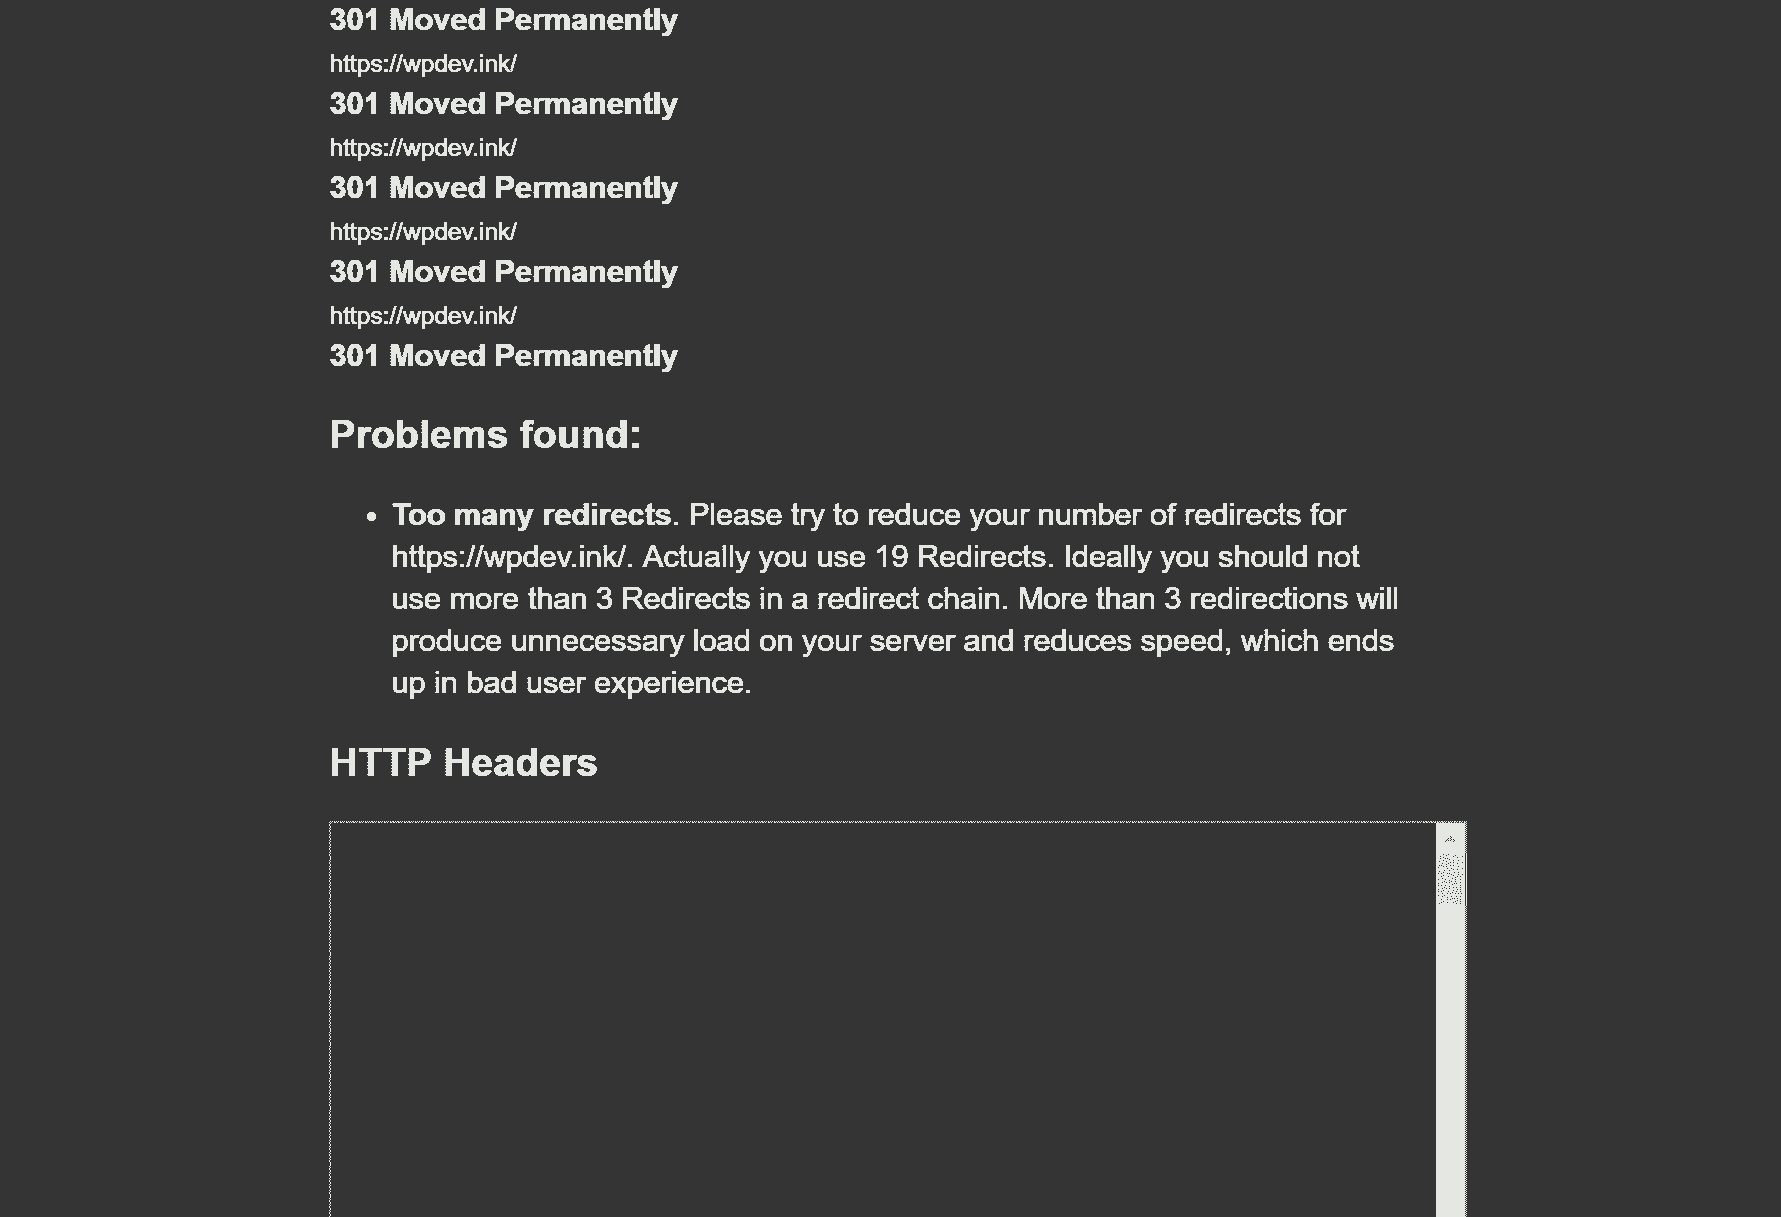 301 Moved Permanently
https://wpdev.ink/
301 Moved Permanently
https://wpdev.ink/
301 Moved Permanently
https://wpdev.ink/
301 Moved Permanently
https://wpdev.ink/
301 Moved Permanently
Problems found:
• Too many redirects. Please try to reduce your number of redirects for
https://wpdev.ink/. Actually you use 19 Redirects. Ideally you should not
use more than 3 Redirects in a redirect chain. More than 3 redirections will
produce unnecessary load on your server and reduces speed, which ends
up in bad user experience.
HTTP Headers